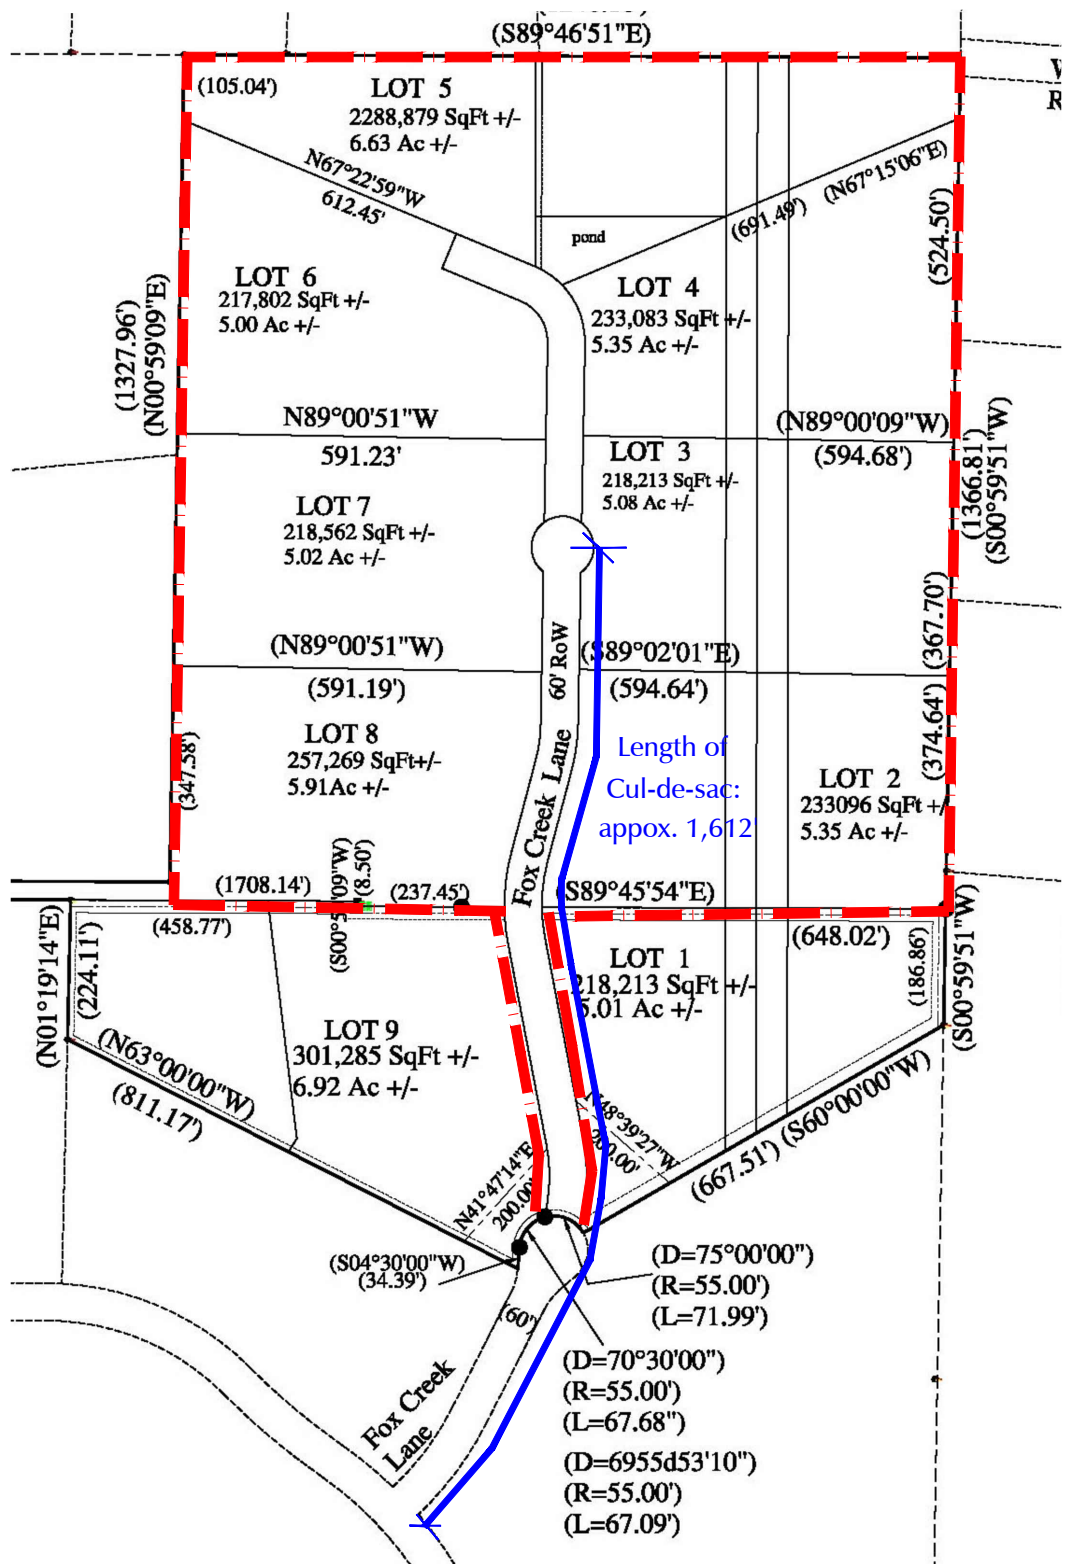 (S89°46'51"E)
(105.04')
LOT 5
2288,879 SqFt +/-
6.63 Ac +/-
N67°22'59"W
612.45'
pond
(691.49')
(N67°15'06"E)
(524.50')
LOT 6
217,802 SqFt +/-
5.00 Ac +/-
LOT 4
233,083 SqFt +/-
5.35 Ac +/-
(1327.96')
(N00°59'09"E)
N89°00'51"W
591.23'
(N89°00'09"W)
(594.68')
LOT 3
218,213 SqFt +/-
5.08 Ac +/-
(1366.81')
(S00°59'51"W)
LOT 7
218,562 SqFt +/-
5.02 Ac +/-
(367.70')
60' RoW
(N89°00'51"W)
(591.19')
(S89°02'01"E)
(594.64')
(374.64')
LOT 8
257,269 SqFt+/-
5.91Ac +/-
(347.58')
Fox Creek Lane
Length of
Cul-de-sac:
appox. 1,612'
LOT 2
233096 SqFt +/
5.35 Ac +/-
(1708.14')
(8.50')
(237.45')
(S89°45'54"E)
(458.77')
(648.02')
(N01°19'14"E)
(224.11')
(186.86')
(S00°59'51"W)
LOT 1
218,213 SqFt +/-
5.01 Ac +/-
LOT 9
301,285 SqFt +/-
6.92 Ac +/-
(N63°00'00"W)
(811.17')
N48°39'27"W
200.00'
N41°47'14"E
200.00'
(667.51')
(S60°00'00"W)
(S04°30'00"W)
(34.39')
(60')
(D=75°00'00")
(R=55.00')
(L=71.99')
(D=70°30'00")
(R=55.00')
(L=67.68")
(D=6955d53'10")
(R=55.00')
(L=67.09')
Fox Creek
Lane